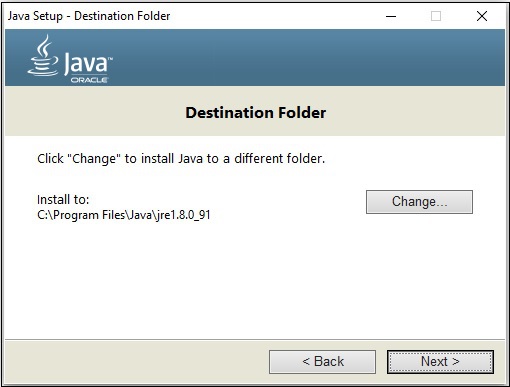 Java Setup - Destination Folder
Java™
ORACLE
Destination Folder
Click "Change" to install Java to a different folder.
Install to:
C:\Program Files\Java\jre1.8.0_91
Change...
< Back
Next >